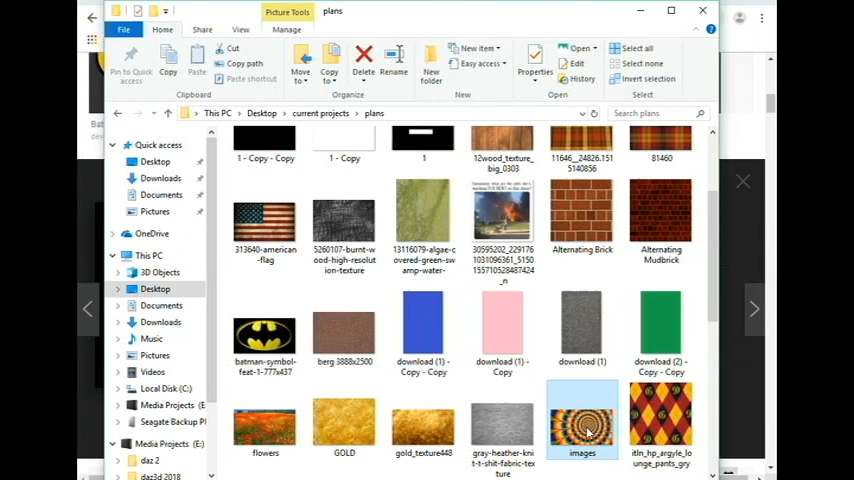 Picture Tools
plans
File
Home
Share
View
Manage
Pin to Quick access
Copy
Paste
Cut
Copy path
Paste shortcut
Clipboard
Move to
Copy to
Delete
Rename
Organize
New folder
New item
Easy access
New
Properties
Open
Edit
History
Open
Select all
Select none
Invert selection
Select
This PC
Desktop
current projects
plans
Search plans
Quick access
Desktop
Downloads
Documents
Pictures
OneDrive
This PC
3D Objects
Desktop
Documents
Downloads
Music
Pictures
Videos
Local Disk (C:)
Media Projects (E
Seagate Backup Pl
Media Projects (E:)
daz 2
daz3d 2018
1 - Copy - Copy
1 - Copy
1
12wood_texture_
big_0303
11646__24826.151
5140856
81460
313640-american
-flag
5260107-burnt-w
ood-high-resolut
ion-texture
13116079-algae-c
overed-green-sw
amp-water-
30595202_229176
1031096361_5150
155710528487424
_n
Alternating Brick
Alternating
Mudbrick
batman-symbol-
feat-1-777x437
berg 3888x2500
download (1) -
Copy - Copy
download (1) -
Copy
download (1)
download (2) -
Copy - Copy
flowers
GOLD
gold_texture448
gray-heather-kni
t-t-shit-fabric-tex
ture
images
itln_hp_argyle_lo
unge_pants_gry